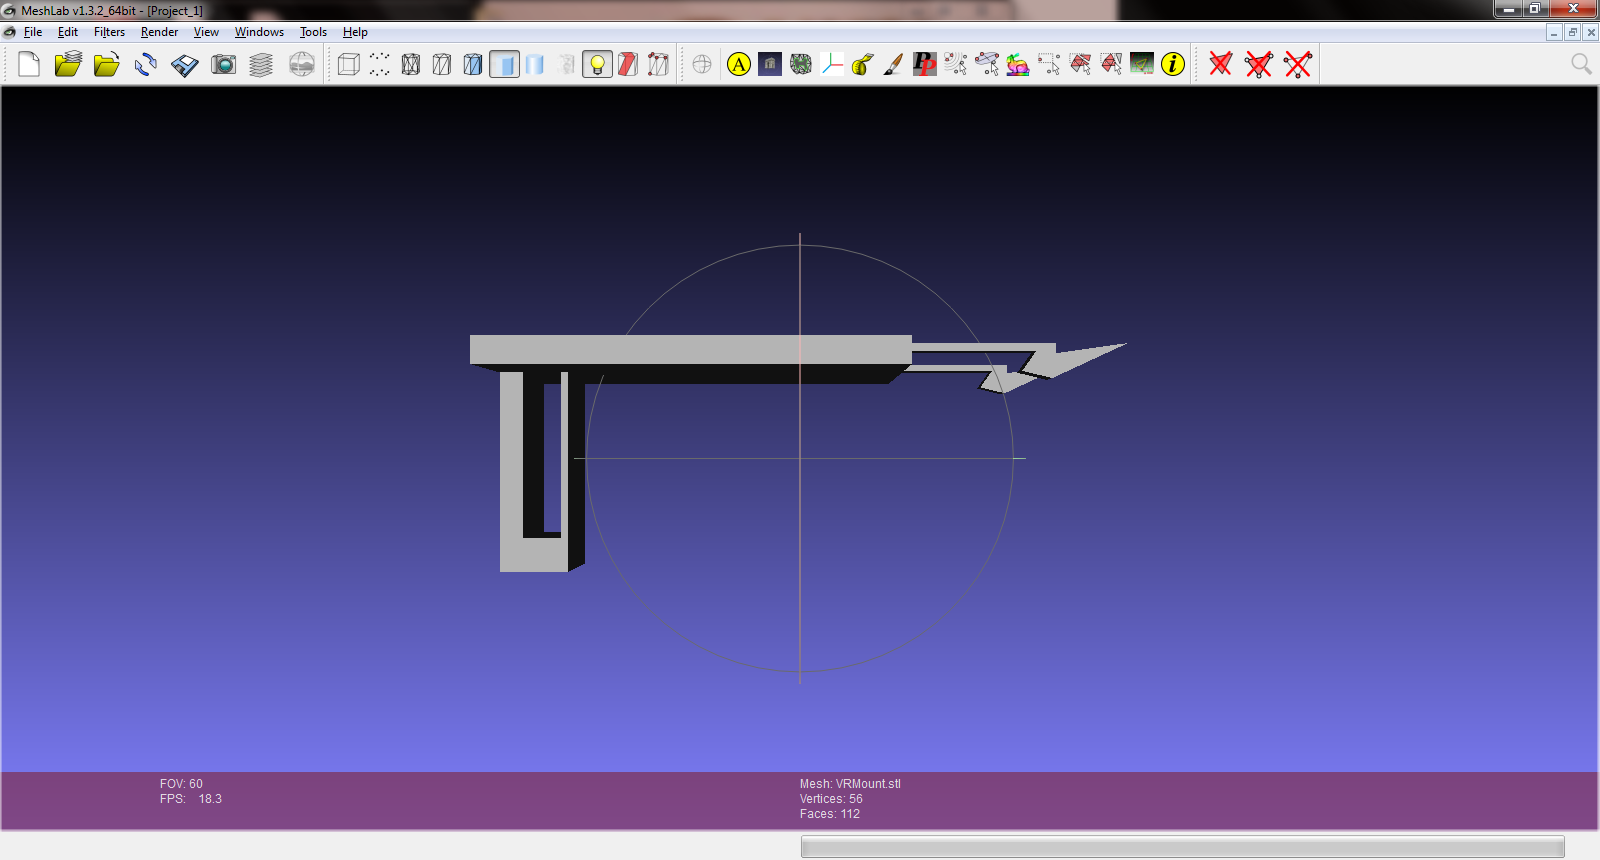 MeshLab v1.3.2_64bit - [Project_1]
File Edit Filters Render View Windows Tools Help
A PP i
FOV: 60
FPS: 18.3
Mesh: VRMount.stl
Vertices: 56
Faces: 112